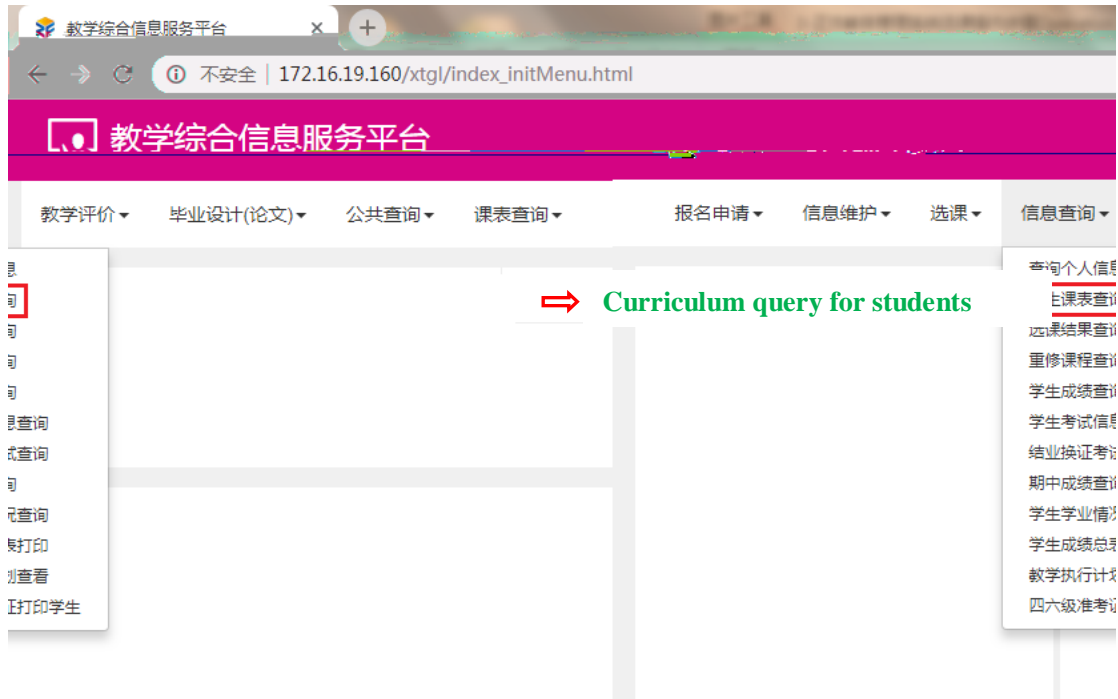 教学综合信息服务平台
不安全 | 172.16.19.160/xtgl/index_initMenu.html
教学综合信息服务平台
教学评价 毕业设计(论文) 公共查询 课表查询 报名申请 信息维护 选课 信息查询
息
询
询
询
询
息查询
试查询
询
况查询
表打印
划查看
证打印学生
Curriculum query for students
查询个人信息
生课表查询
选课结果查询
重修课程查询
学生成绩查询
学生考试信息
结业换证考试
期中成绩查询
学生学业情况
学生成绩总表
教学执行计划
四六级准考证